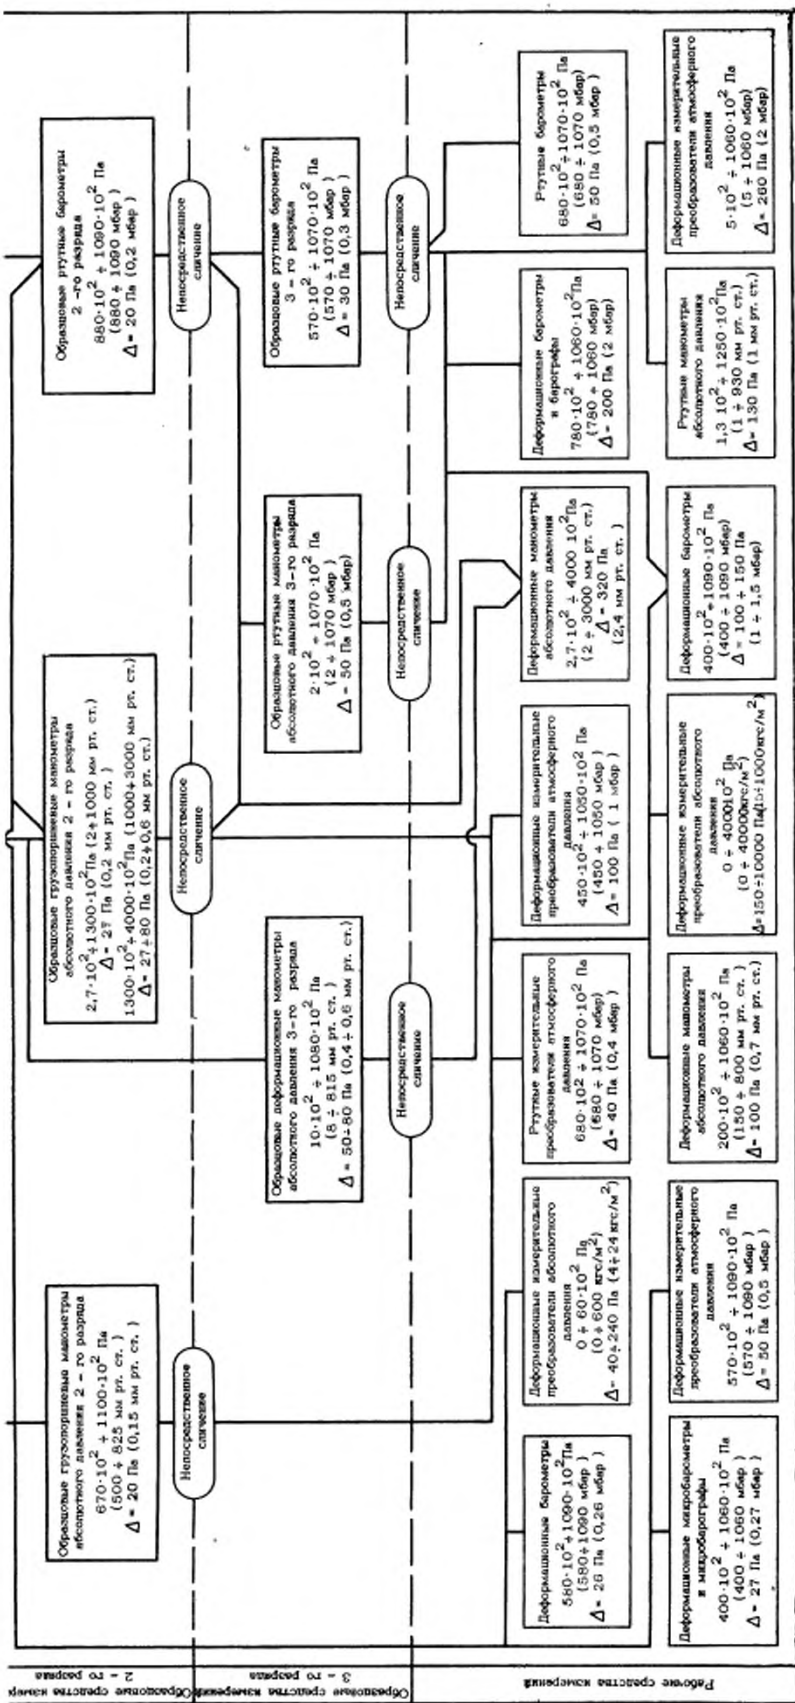 Образцовые средства измер
2 – го разряда
Образцовые грузопоршневые манометры
абсолютного давления 2 – го разряда
670·10² ÷ 1100·10² Па
(500 ÷ 825 мм рт. ст. )
Δ = 20 Па (0,15 мм рт. ст. )
Непосредственное
сличение
Образцовые грузопоршневые манометры
абсолютного давления 2 – го разряда
2,7·10²÷1300·10²Па (2÷1000 мм рт. ст.)
Δ = 27 Па (0,2 мм рт. ст. )
1300·10²÷4000·10²Па (1000÷3000 мм рт. ст.)
Δ = 27÷80 Па (0,2÷0,6 мм рт. ст.)
Непосредственное
сличение
Образцовые ртутные барометры
2 –го разряда
880·10² ÷ 1090·10² Па
(880 ÷ 1090 мбар )
Δ = 20 Па (0,2 мбар )
Непосредственное
сличение
Образцовые средства измерений
3 – го разряда
Образцовые деформационные манометры
абсолютного давления 3–го разряда
10·10² ÷ 1080·10² Па
(8 ÷ 815 мм рт. ст. )
Δ = 50÷80 Па (0,4÷0,6 мм рт. ст.)
Непосредственное
сличение
Образцовые ртутные манометры
абсолютного давления 3–го разряда
2·10² ÷ 1070·10² Па
(2 ÷ 1070 мбар )
Δ = 50 Па (0,5 мбар)
Непосредственное
сличение
Образцовые ртутные барометры
3 – го разряда
570·10² ÷ 1070·10² Па
(570 ÷ 1070 мбар)
Δ = 30 Па (0,3 мбар )
Непосредственное
сличение
Рабочие средства измерений
Деформационные барометры
580·10²÷1090·10²Па
(580÷1090 мбар )
Δ = 26 Па (0,26 мбар )
Деформационные измерительные
преобразователи абсолютного
давления
0 ÷ 60·10² Па
(0÷600 кгс/м²)
Δ– 40÷240 Па (4÷24 кгс/м²)
Ртутные измерительные
преобразователи атмосферного
давления
680·10² ÷ 1070·10² Па
(680 ÷ 1070 мбар)
Δ= 40 Па (0,4 мбар)
Деформационные измерительные
преобразователи атмосферного
давления
450·10² ÷ 1050·10² Па
(450 ÷ 1050 мбар )
Δ= 100 Па ( 1 мбар )
Деформационные манометры
абсолютного давления
2,7·10² ÷ 4000 10²Па
(2 ÷ 3000 мм рт. ст.)
Δ = 320 Па
(2,4 мм рт. ст. )
Деформационные барометры
и барографы
780·10² ÷ 1060·10² Па
(780 ÷ 1060 мбар)
Δ = 200 Па (2 мбар)
Ртутные барометры
680·10² ÷ 1070·10² Па
(680 ÷ 1070 мбар)
Δ= 50 Па (0,5 мбар )
Деформационные микробарометры
и микробарографы
400·10² ÷ 1060·10² Па
(400 ÷ 1060 мбар )
Δ = 27 Па (0,27 мбар )
Деформационные измерительные
преобразователи атмосферного
давления
570·10² ÷ 1090·10² Па
(570 ÷ 1090 мбар )
Δ= 50 Па (0,5 мбар )
Деформационные манометры
абсолютного давления
200·10² ÷ 1060·10² Па
(150 ÷ 800 мм рт. ст. )
Δ= 100 Па (0,7 мм рт. ст.)
Деформационные измерительные
преобразователи абсолютного
давления
0 ÷ 400010² Па
(0 ÷ 40000кгс/м²)
Δ=150÷10000 Па(15÷1000кгс/м²)
Деформационные барометры
400·10²÷1090·10² Па
(400 ÷ 1090 мбар)
Δ = 100 ÷ 150 Па
(1 ÷ 1,5 мбар)
Ртутные манометры
абсолютного давления
1,3 10² ÷ 1250·10²Па
(1 ÷ 930 мм рт. ст.)
Δ= 130 Па (1 мм рт. ст.)
Деформационные измерительные
преобразователи атмосферного
давления
5·10² ÷ 1060·10² Па
(5 ÷ 1060 мбар)
Δ = 260 Па (2 мбар)